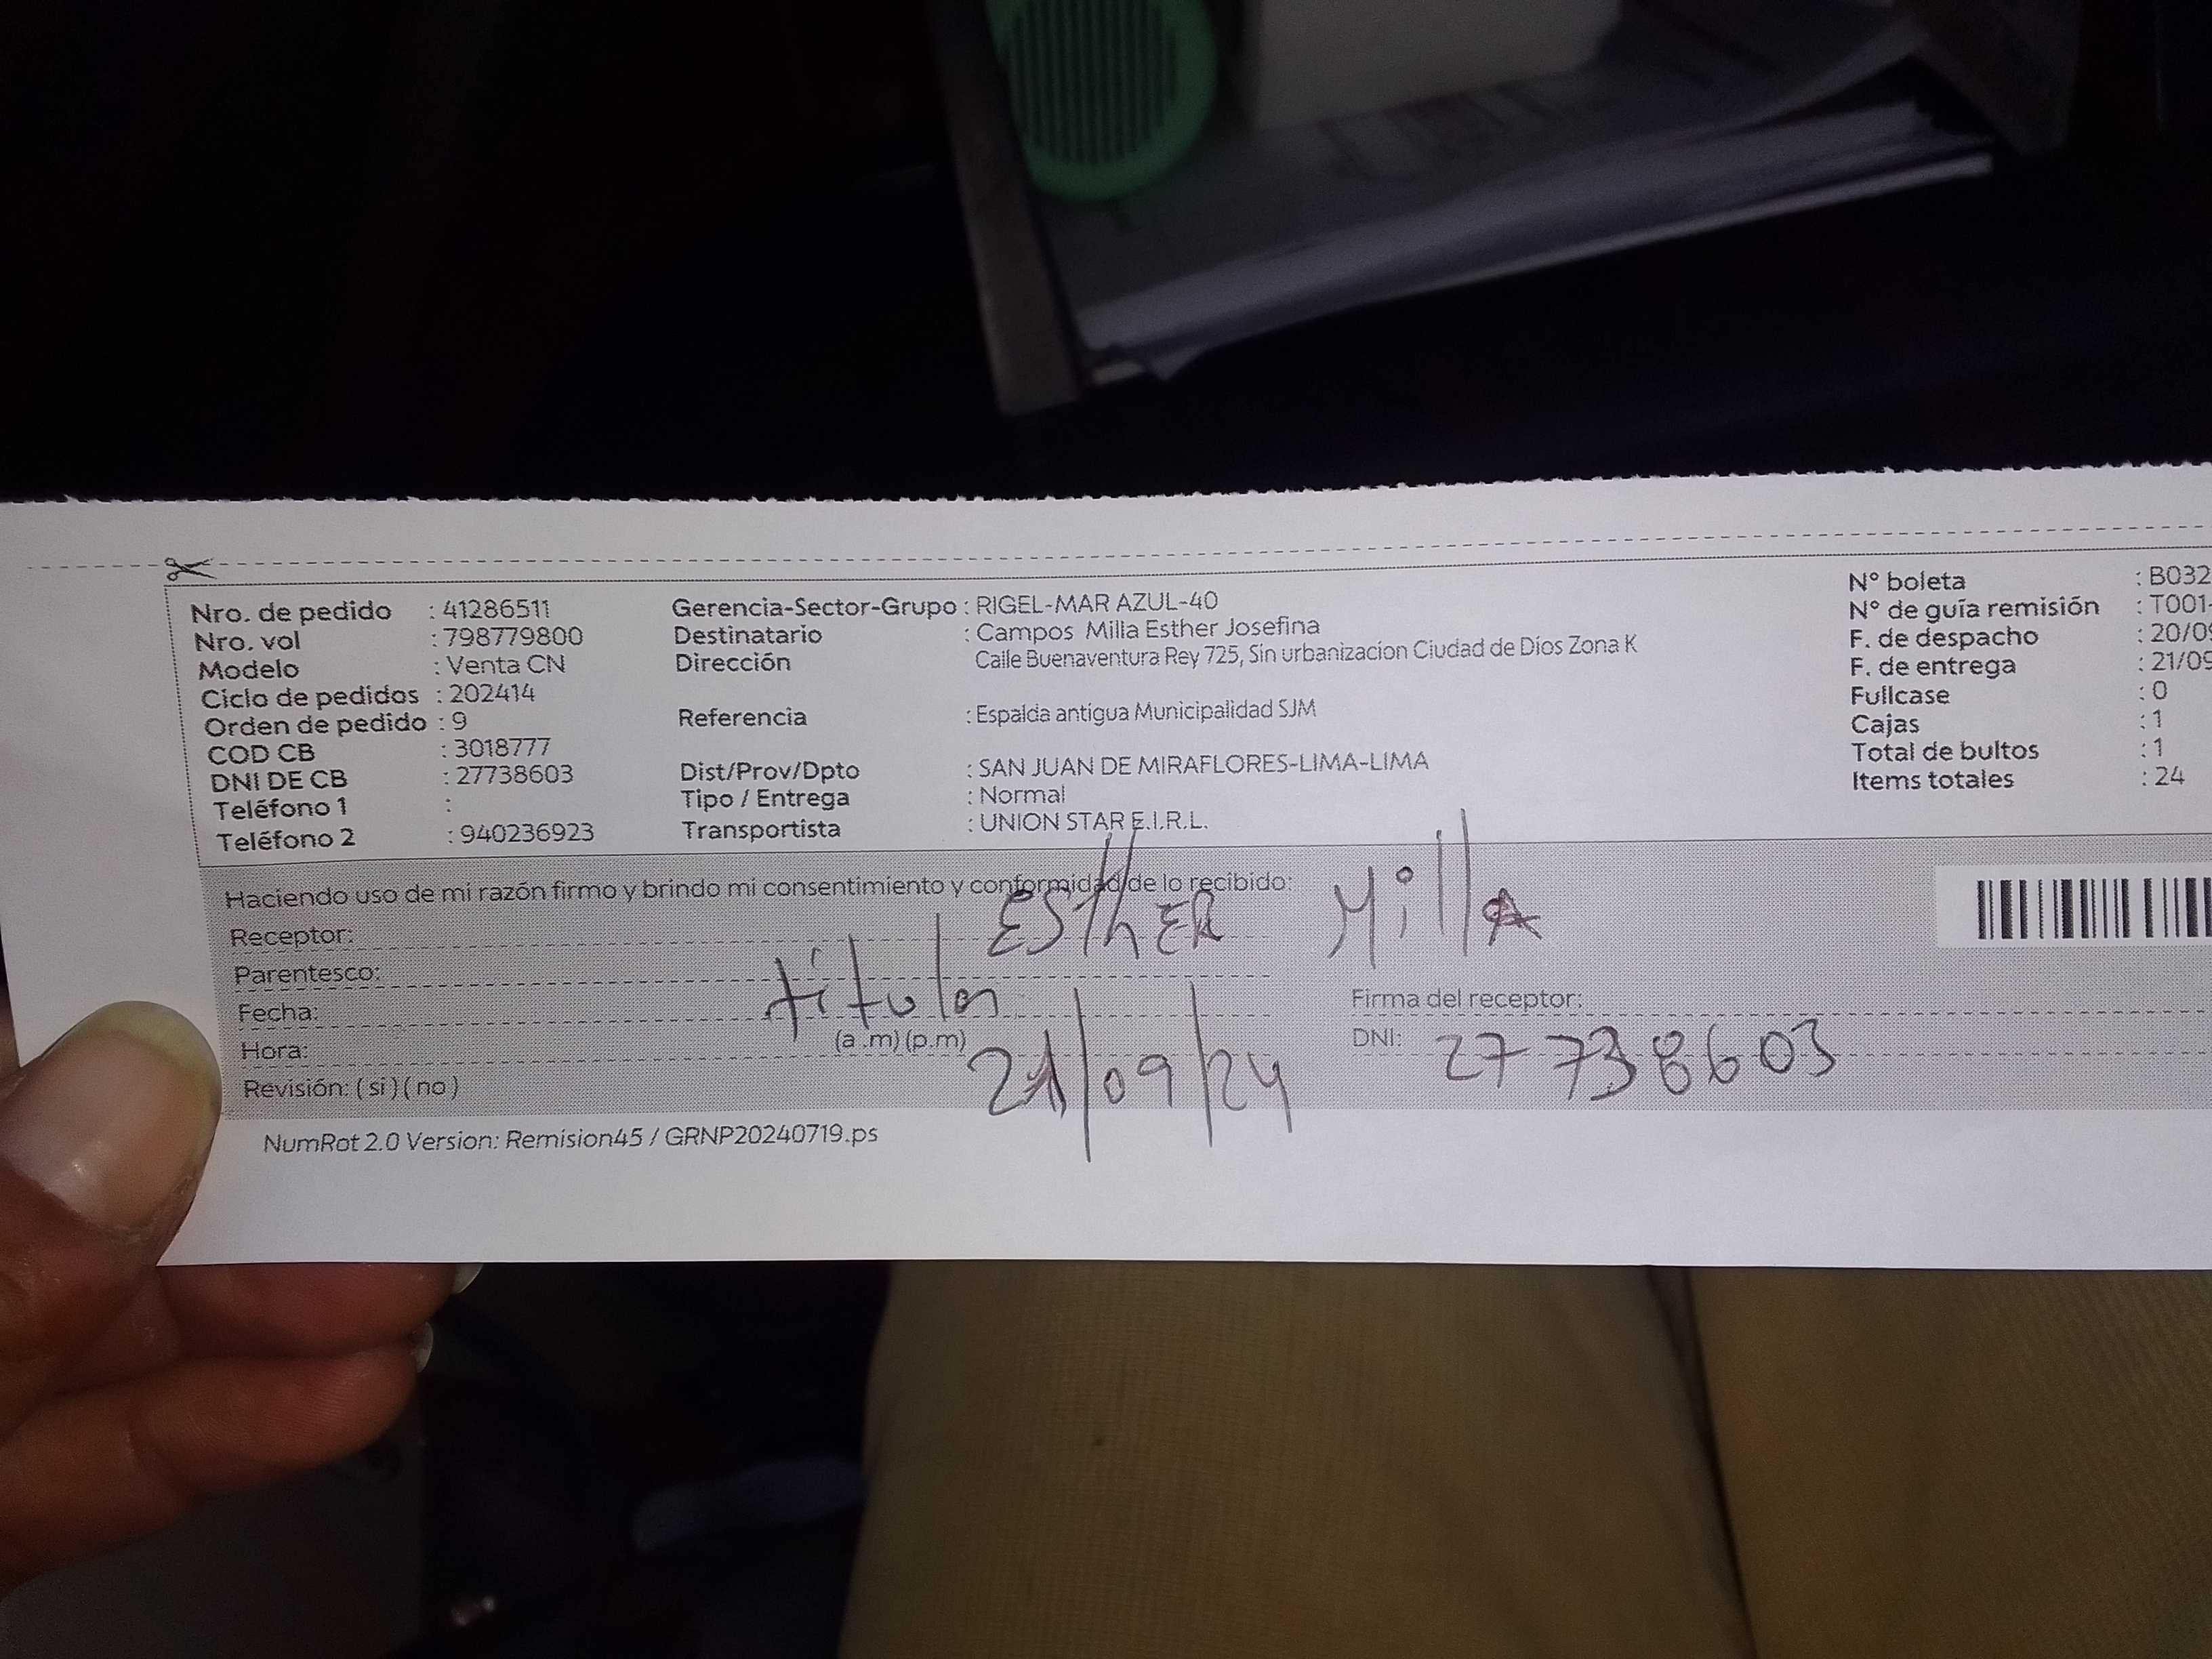 Nro. de pedido : 41286511 Gerencia-Sector-Grupo : RIGEL-MAR AZUL-40 N° boleta : B032
Nro. vol : 798779800 Destinatario : Campos Milla Esther Josefina N° de guía remisión : T001-
Modelo : Venta CN Dirección Calle Buenaventura Rey 725, Sin urbanizacion Ciudad de Dios Zona K F. de despacho : 20/09
Ciclo de pedidos : 202414 F. de entrega : 21/09
Orden de pedido : 9 Referencia : Espalda antigua Municipalidad SJM Fullcase : 0
COD CB : 3018777 Cajas : 1
DNI DE CB : 27738603 Dist/Prov/Dpto : SAN JUAN DE MIRAFLORES-LIMA-LIMA Total de bultos : 1
Teléfono 1 : Tipo / Entrega : Normal Items totales : 24
Teléfono 2 : 940236923 Transportista : UNION STAR E.I.R.L.
Haciendo uso de mi razón firmo y brindo mi consentimiento y conformidad de lo recibido:
Receptor: ESthER Milla
Parentesco: titular
Fecha: 21/09/24 Firma del receptor:
Hora: (a.m) (p.m) DNI: 27738603
Revisión: ( si ) ( no )
NumRot 2.0 Version: Remision45 / GRNP20240719.ps